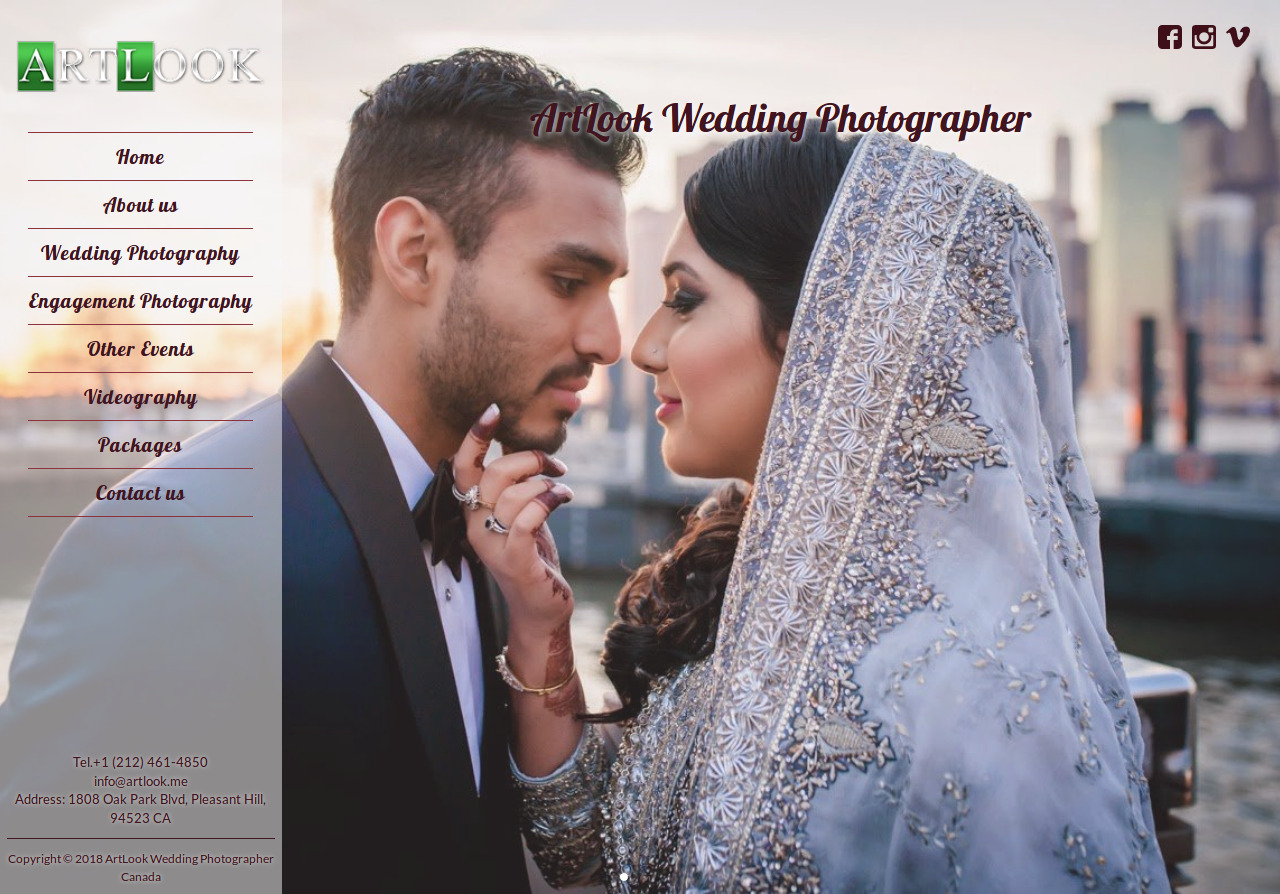 ARTLOOK
ArtLook Wedding Photographer
Home
About us
Wedding Photography
Engagement Photography
Other Events
Videography
Packages
Contact us
Tel.+1 (212) 461-4850
info@artlook.me
Address: 1808 Oak Park Blvd, Pleasant Hill,
94523 CA
Copyright © 2018 ArtLook Wedding Photographer
Canada